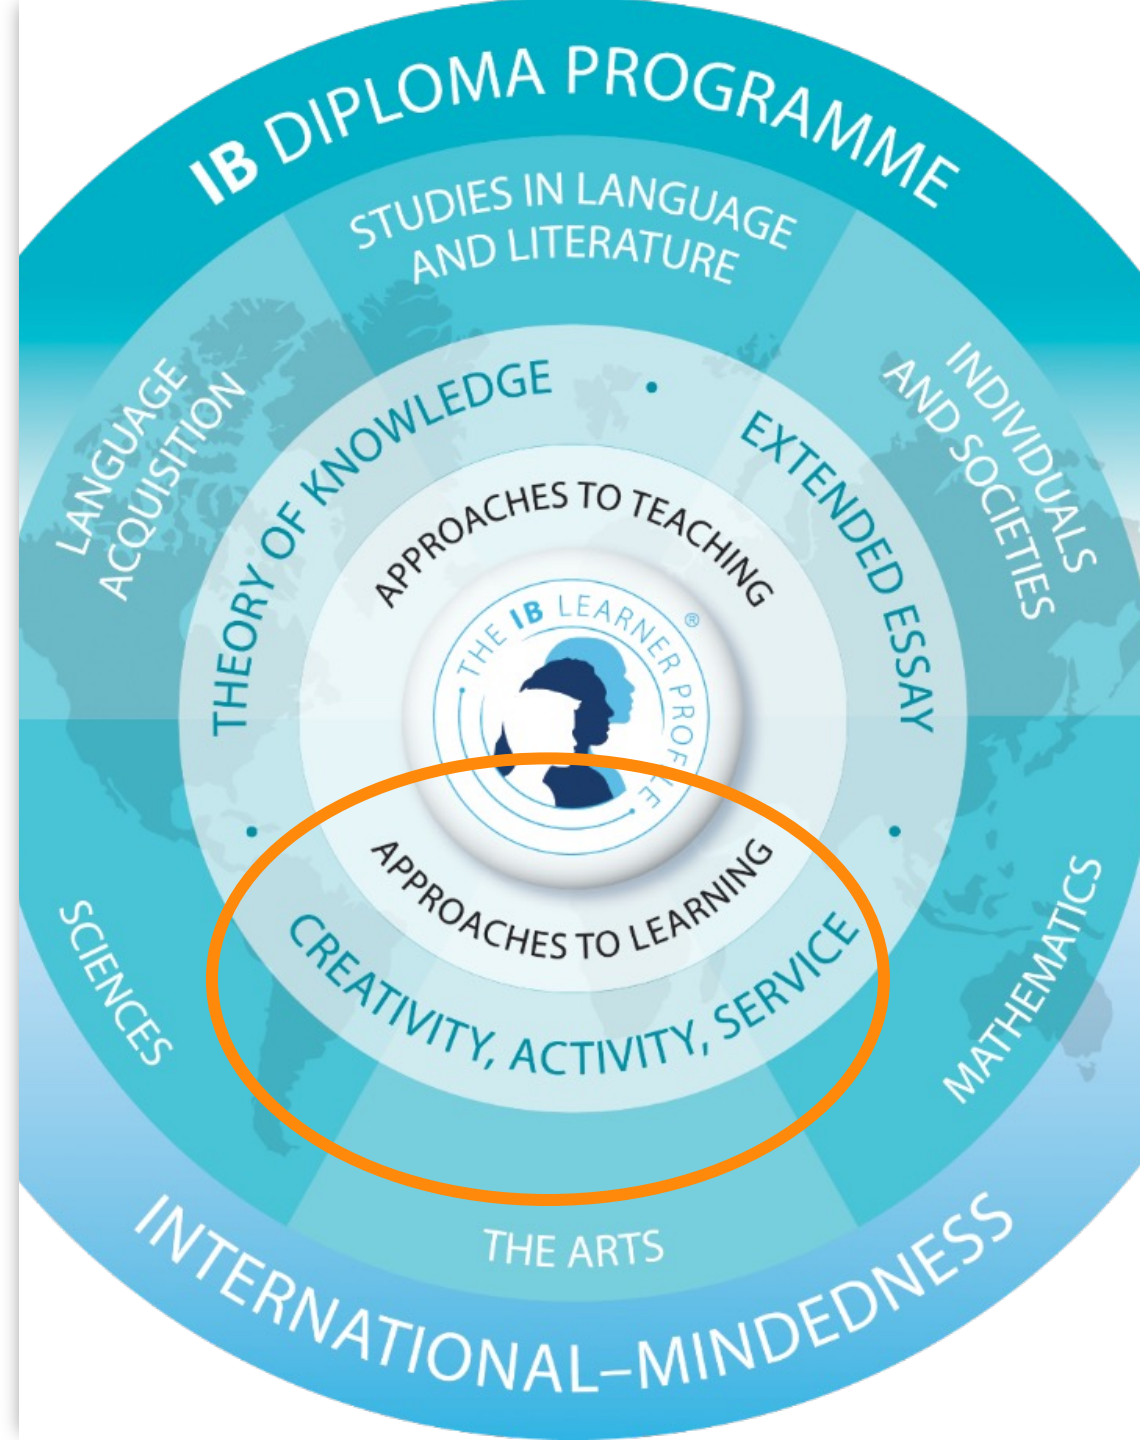 IB DIPLOMA PROGRAMME
STUDIES IN LANGUAGE
AND LITERATURE
LANGUAGE
ACQUISITION
INDIVIDUALS
AND SOCIETIES
THEORY OF KNOWLEDGE
•
EXTENDED ESSAY
APPROACHES TO TEACHING
THE IB LEARNER PROFILE
®
APPROACHES TO LEARNING
•
CREATIVITY, ACTIVITY, SERVICE
•
SCIENCES
MATHEMATICS
THE ARTS
INTERNATIONAL–MINDEDNESS